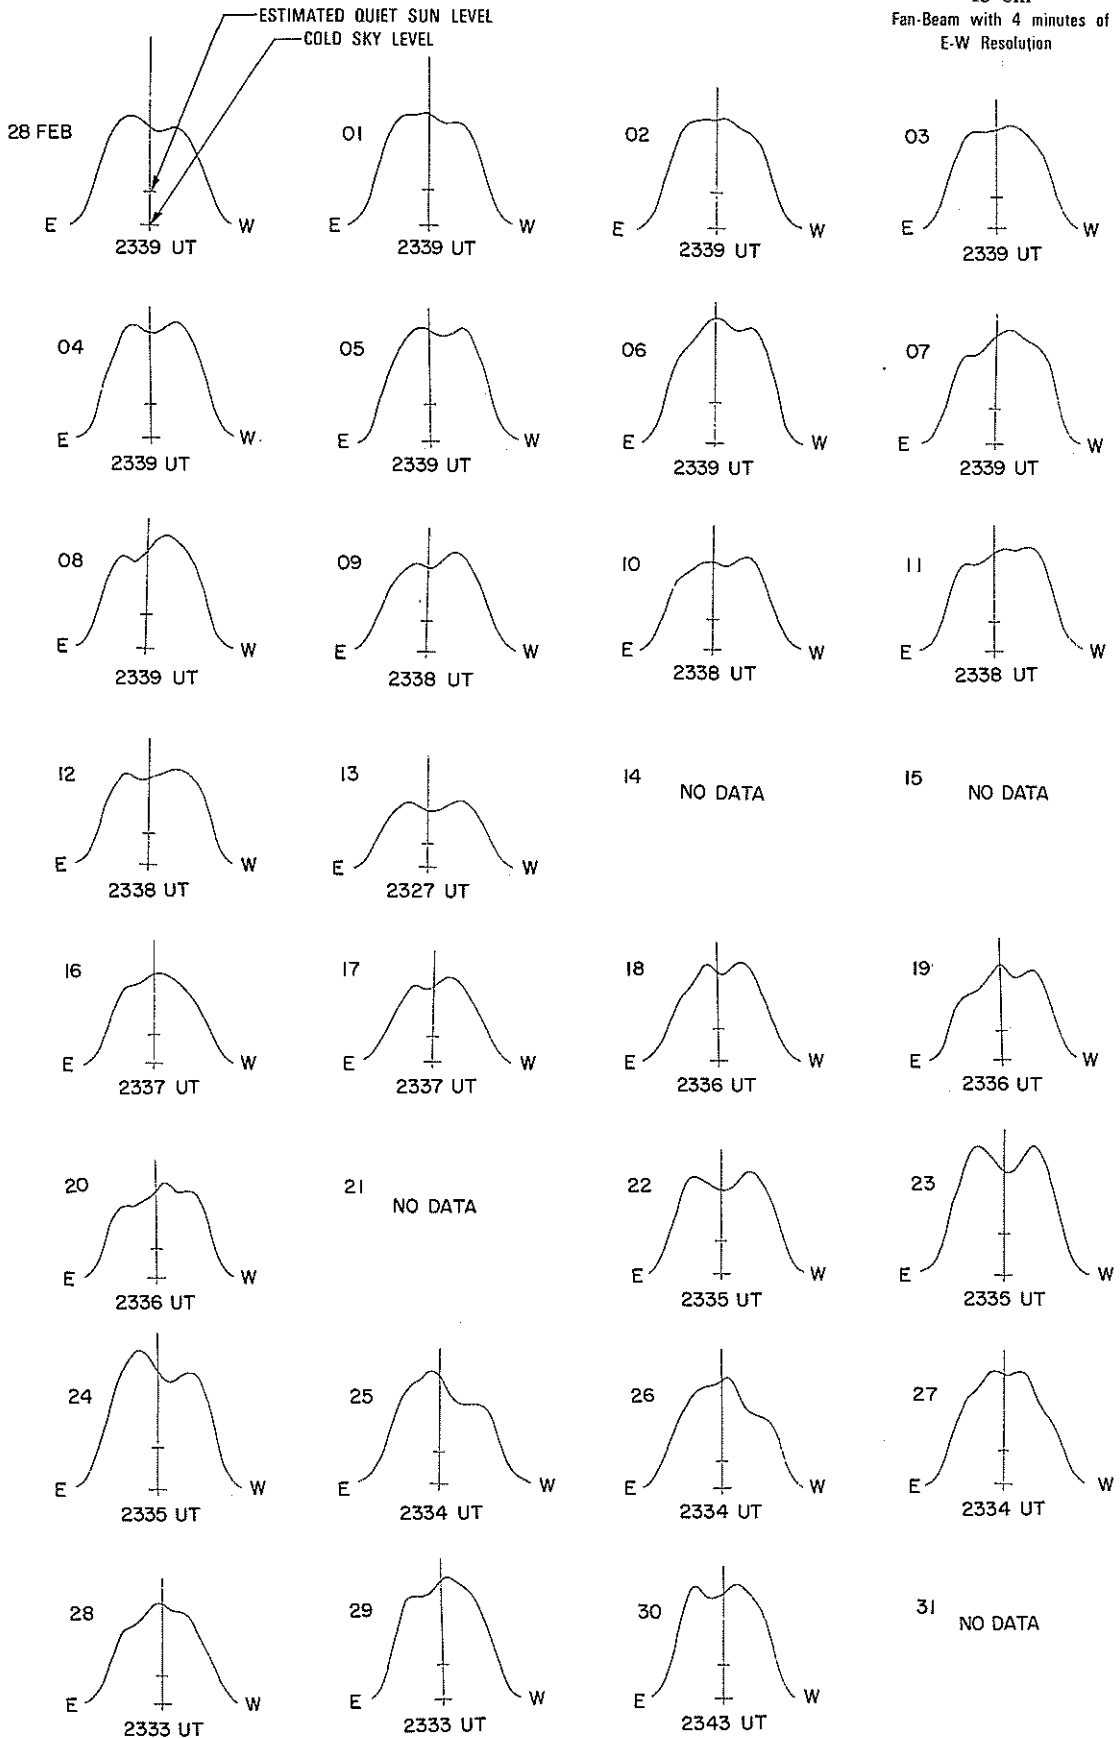 ESTIMATED QUIET SUN LEVEL
COLD SKY LEVEL
Fan-Beam with 4 minutes of
E-W Resolution
28 FEB
E W
2339 UT
01
E W
2339 UT
02
E W
2339 UT
03
E W
2339 UT
04
E W
2339 UT
05
E W
2339 UT
06
E W
2339 UT
07
E W
2339 UT
08
E W
2339 UT
09
E W
2338 UT
10
E W
2338 UT
11
E W
2338 UT
12
E W
2338 UT
13
E W
2327 UT
14
NO DATA
15
NO DATA
16
E W
2337 UT
17
E W
2337 UT
18
E W
2336 UT
19
E W
2336 UT
20
E W
2336 UT
21
NO DATA
22
E W
2335 UT
23
E W
2335 UT
24
E W
2335 UT
25
E W
2334 UT
26
E W
2334 UT
27
E W
2334 UT
28
E W
2333 UT
29
E W
2333 UT
30
E W
2343 UT
31
NO DATA